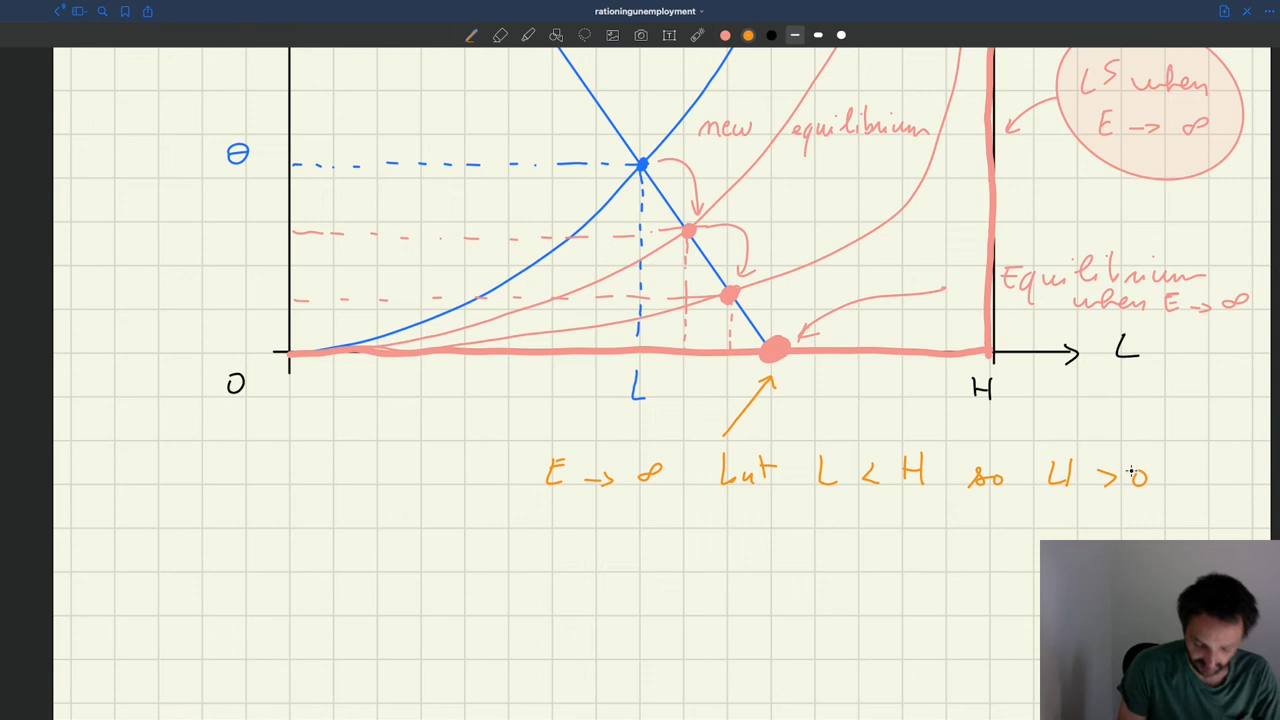 rationingunemployment
L^S when
E → ∞
new equilibrium
θ
Equilibrium
when E → ∞
L
O
L
H
E → ∞ but L < H so U > 0